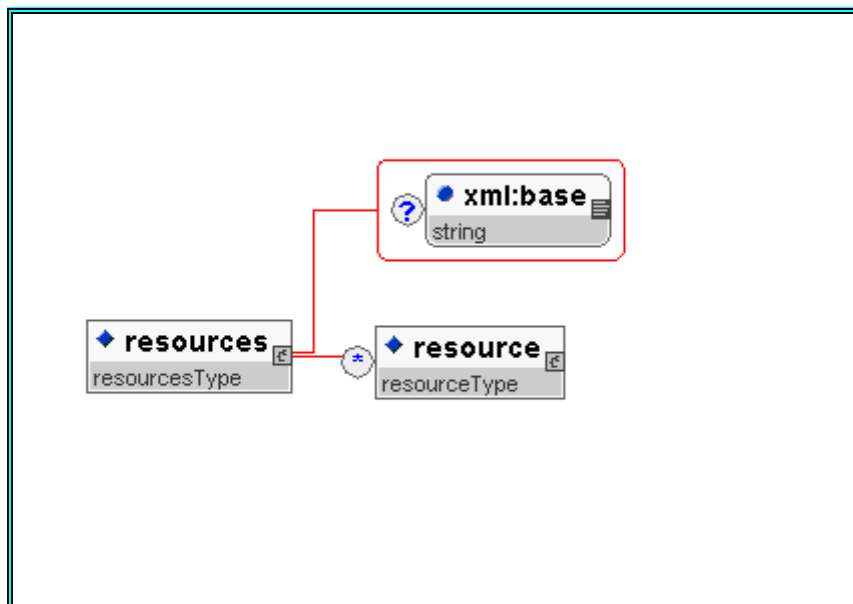 xml:base
?
string
resources
resourcesType
*
resource
resourceType